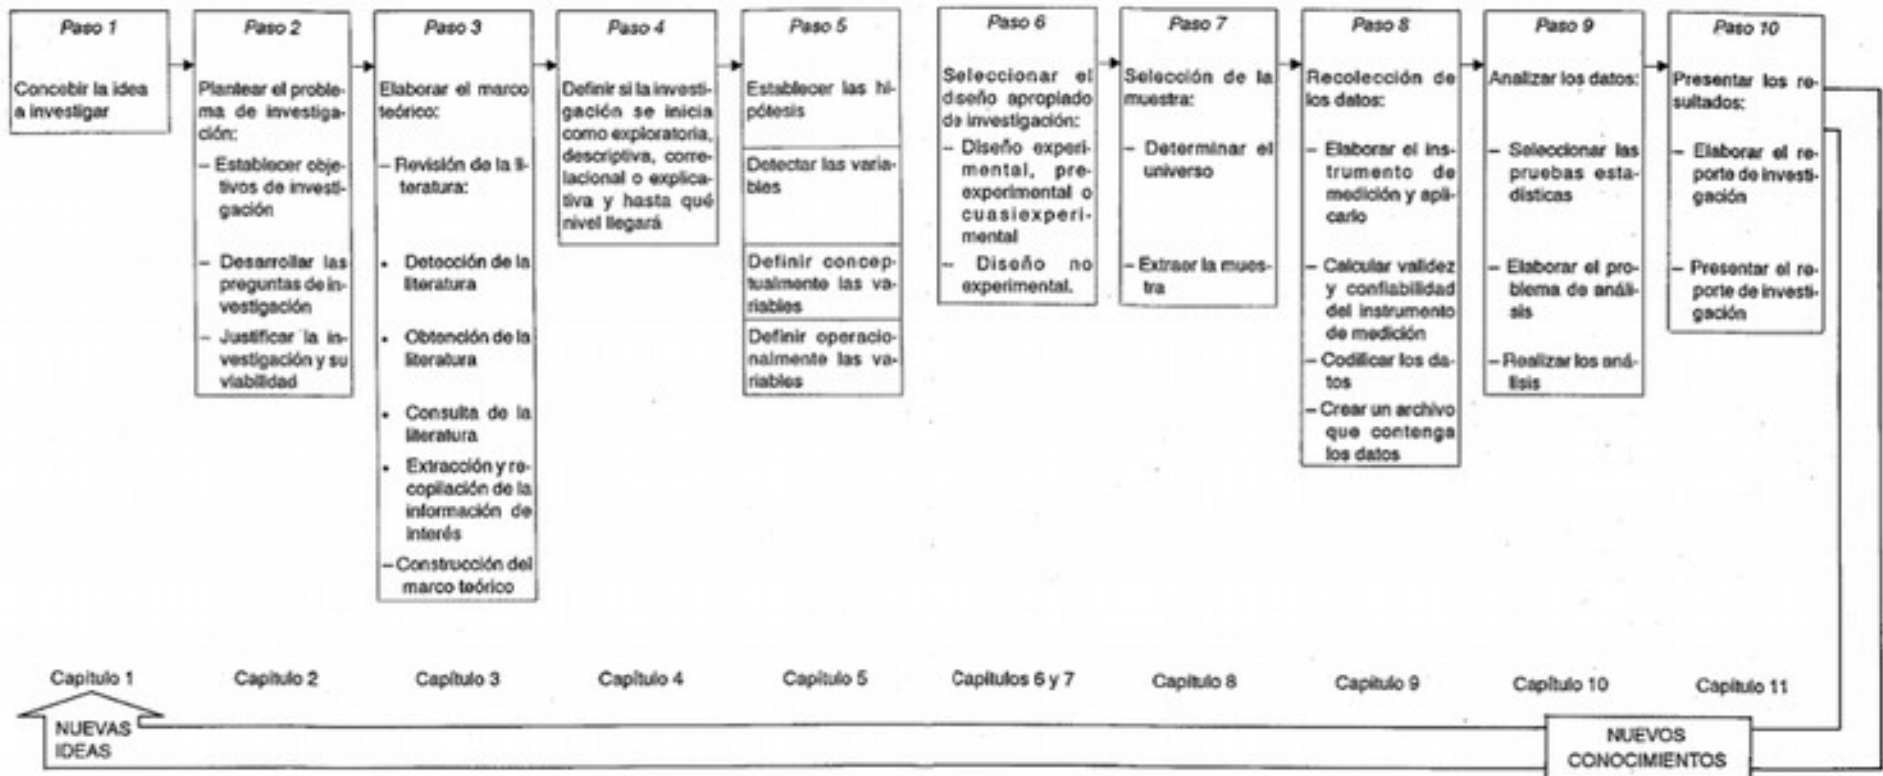 Paso 1
Concebir la idea
a investigar
Paso 2
Plantear el proble-
ma de investiga-
ción:
– Establecer obje-
tivos de investi-
gación
– Desarrollar las
preguntas de in-
vestigación
– Justificar la in-
vestigación y su
viabilidad
Paso 3
Elaborar el marco
teórico:
– Revisión de la li-
teratura:
• Detección de la
literatura
• Obtención de la
literatura
• Consulta de la
literatura
• Extracción y re-
copilación de la
información de
interés
– Construcción del
marco teórico
Paso 4
Definir si la investi-
gación se inicia
como exploratoria,
descriptiva, corre-
lacional o explica-
tiva y hasta qué
nivel llegará
Paso 5
Establecer las hi-
pótesis
Detectar las varia-
bles
Definir concep-
tualmente las va-
riables
Definir operacio-
nalmente las va-
riables
Paso 6
Seleccionar el
diseño apropiado
de investigación:
– Diseño experi-
mental, pre-
experimental o
cuasiexperi-
mental
– Diseño no
experimental.
Paso 7
Selección de la
muestra:
– Determinar el
universo
– Extraer la mues-
tra
Paso 8
Recolección de
los datos:
– Elaborar el ins-
trumento de
medición y apli-
carlo
– Calcular validez
y confiabilidad
del instrumento
de medición
– Codificar los da-
tos
– Crear un archivo
que contenga
los datos
Paso 9
Analizar los datos:
– Seleccionar las
pruebas esta-
dísticas
– Elaborar el pro-
blema de análi-
sis
– Realizar los aná-
lisis
Paso 10
Presentar los re-
sultados:
– Elaborar el re-
porte de investi-
gación
– Presentar el re-
porte de investi-
gación
Capítulo 1
Capítulo 2
Capítulo 3
Capítulo 4
Capítulo 5
Capítulos 6 y 7
Capítulo 8
Capítulo 9
Capítulo 10
Capítulo 11
NUEVAS
IDEAS
NUEVOS
CONOCIMIENTOS